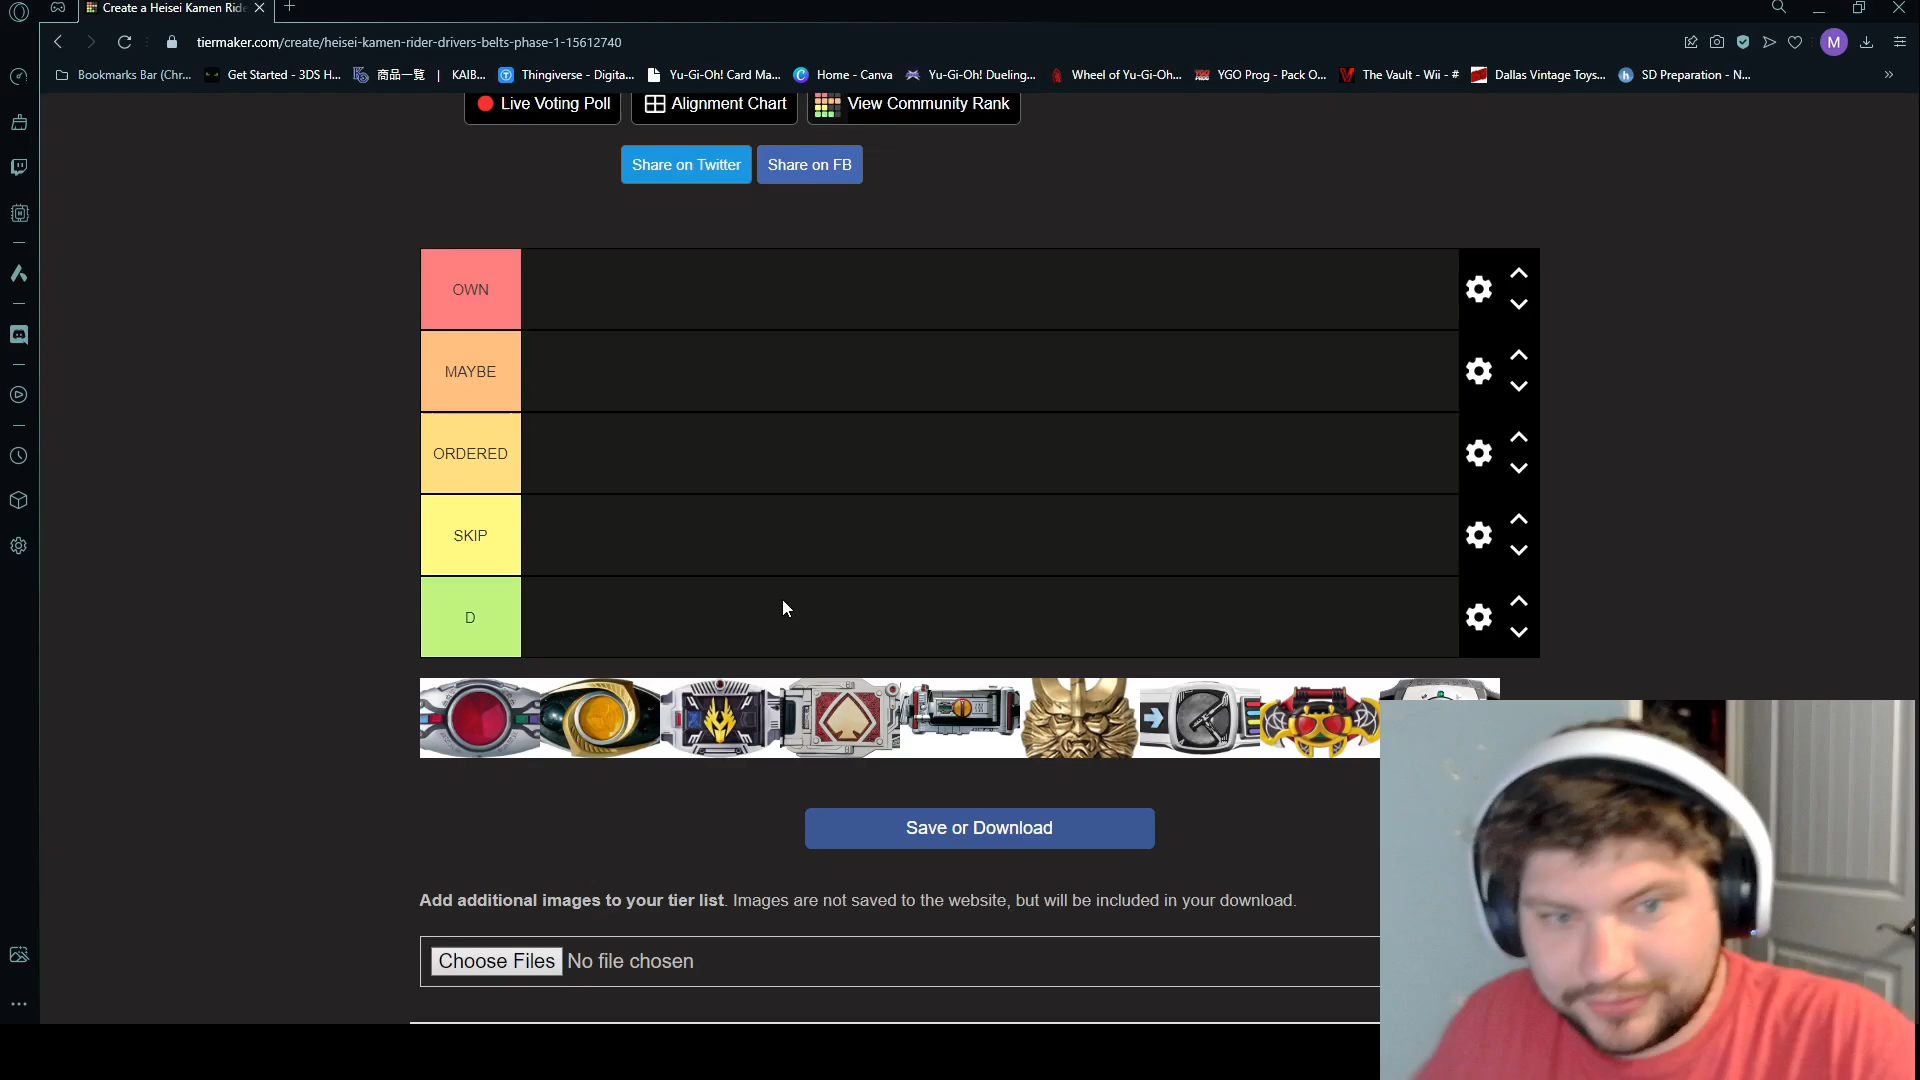 Create a Heisei Kamen Ride
tiermaker.com/create/heisei-kamen-rider-drivers-belts-phase-1-15612740
M
Bookmarks Bar (Chr... Get Started - 3DS H... 商品一覧 | KAIB... Thingiverse - Digita... Yu-Gi-Oh! Card Ma... Home - Canva Yu-Gi-Oh! Dueling... Wheel of Yu-Gi-Oh... YGO Prog - Pack O... The Vault - Wii - # Dallas Vintage Toys... SD Preparation - N...
Live Voting Poll Alignment Chart View Community Rank
Share on Twitter Share on FB
OWN
MAYBE
ORDERED
SKIP
D
Save or Download
Add additional images to your tier list. Images are not saved to the website, but will be included in your download.
Choose Files No file chosen